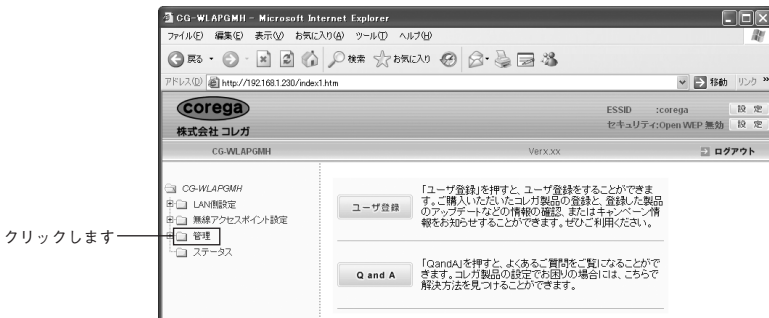 CG-WLAPGMH - Microsoft Internet Explorer
ファイル(F) 編集(E) 表示(V) お気に入り(A) ツール(T) ヘルプ(H)
戻る 検索 お気に入り
アドレス(D) http://192.168.1.230/index1.htm 移動 リンク »
corega
株式会社 コレガ
ESSID :corega 設 定
セキュリティ:Open WEP 無効 設 定
CG-WLAPGMH Ver.x.xx ログアウト
CG-WLAPGMH
LAN側設定
無線アクセスポイント設定
管理
ステータス
クリックします
ユーザ登録
「ユーザ登録」を押すと、ユーザ登録をすることができま
す。ご購入いただいたコレガ製品の登録と、登録した製品
のアップデートなどの情報の確認、またはキャンペーン情
報をお知らせすることができます。ぜひご利用ください。
Q and A
「QandA」を押すと、よくあるご質問をご覧になることがで
きます。コレガ製品の設定でお困りの場合には、こちらで
解決方法を見つけることができます。